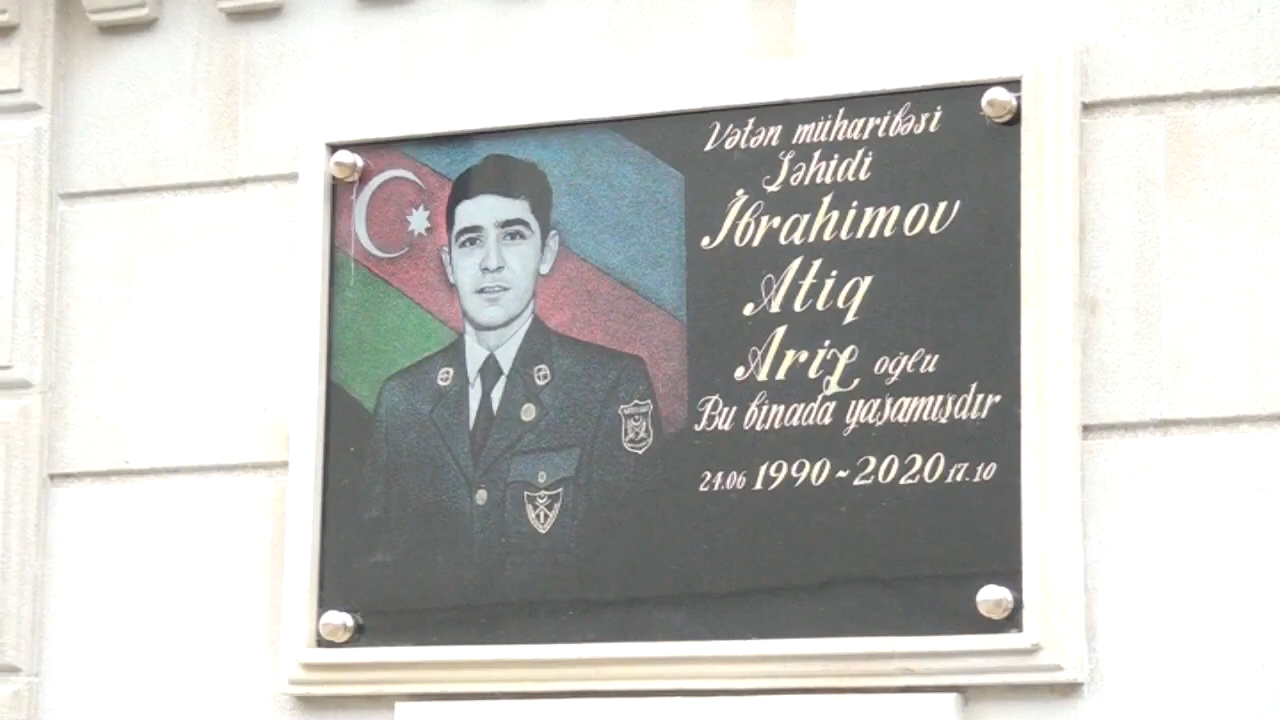 Vətən müharibəsi
Şəhidi
İbrahimov
Atiq
Ariz oğlu
Bu binada yaşamışdır
24.06 1990 ~ 2020 17.10